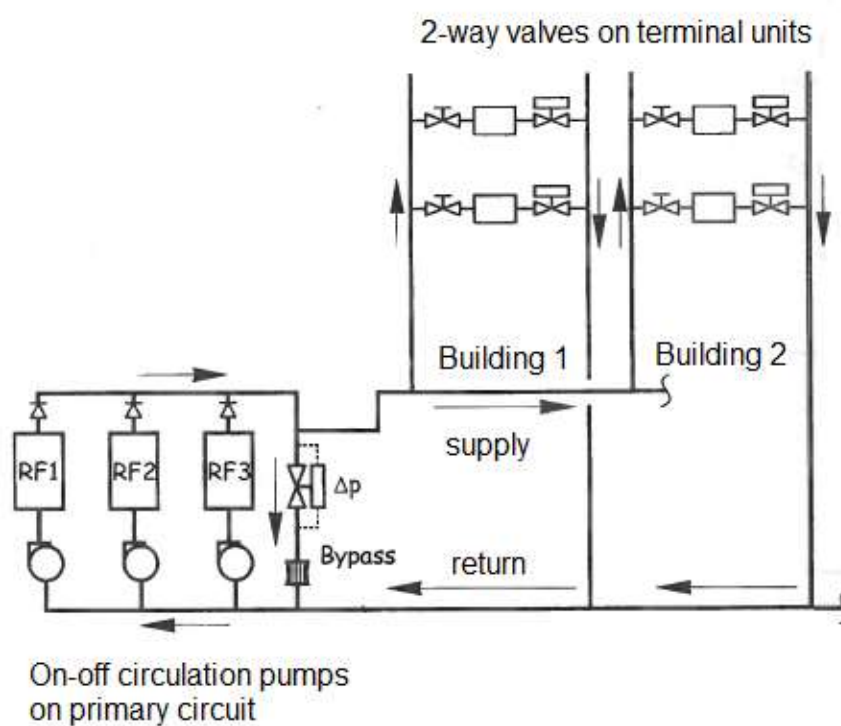 2-way valves on terminal units
Building 1
Building 2
supply
RF1
RF2
RF3
Δp
Bypass
return
On-off circulation pumps
on primary circuit